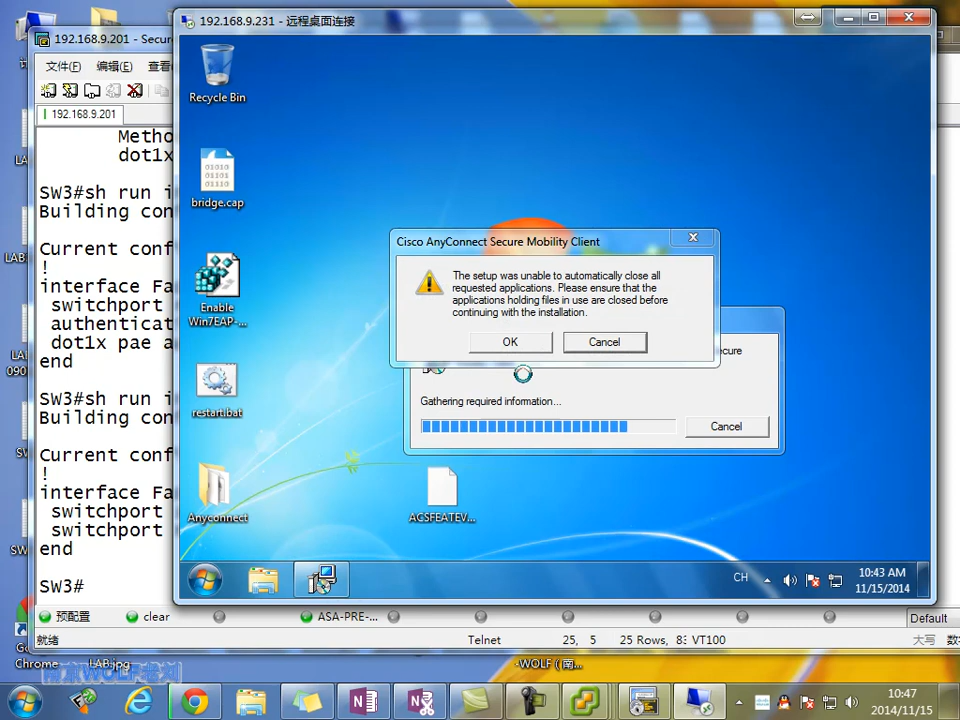 192.168.9.231 - 远程桌面连接
192.168.9.201 - Secure
文件(F) 编辑(E) 查看
192.168.9.201
Metho
dot1x
SW3#sh run i
Building con
Current conf
!
interface Fa
switchport
authenticat
dot1x pae a
end
SW3#sh run i
Building con
Current conf
!
interface Fa
switchport
switchport
end
SW3#
Recycle Bin
bridge.cap
Enable
Win7EAP-...
restart.bat
Anyconnect
ACSFEATEV...
Cisco AnyConnect Secure Mobility Client
The setup was unable to automatically close all
requested applications. Please ensure that the
applications holding files in use are closed before
continuing with the installation.
OK Cancel
ecure
Gathering required information...
Cancel
CH
10:43 AM
11/15/2014
预配置 clear ASA-PRE-... Default
就绪 Telnet 25, 5 25 Rows, 83 VT100 大写 数
Chrome LAB.jpg
-WOLF (南...
10:47
2014/11/15